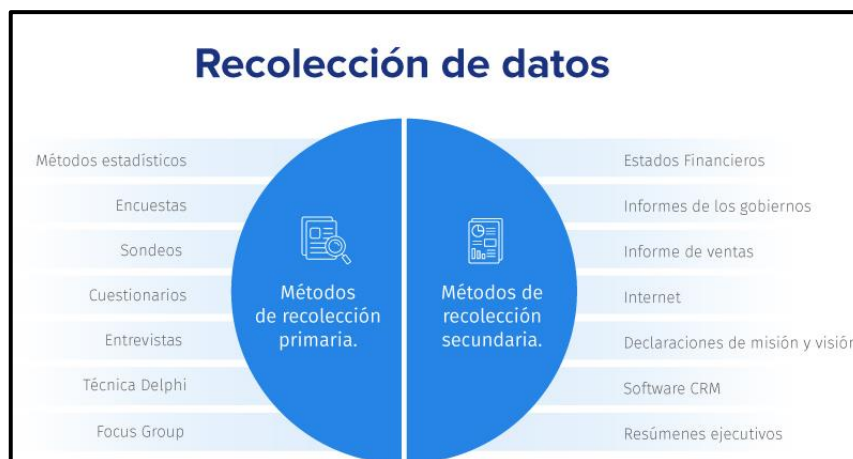 Recolección de datos
Métodos estadísticos
Encuestas
Sondeos
Cuestionarios
Entrevistas
Técnica Delphi
Focus Group
Métodos
de recolección
primaria.
Métodos de
recolección
secundaria.
Estados Financieros
Informes de los gobiernos
Informe de ventas
Internet
Declaraciones de misión y visión
Software CRM
Resúmenes ejecutivos